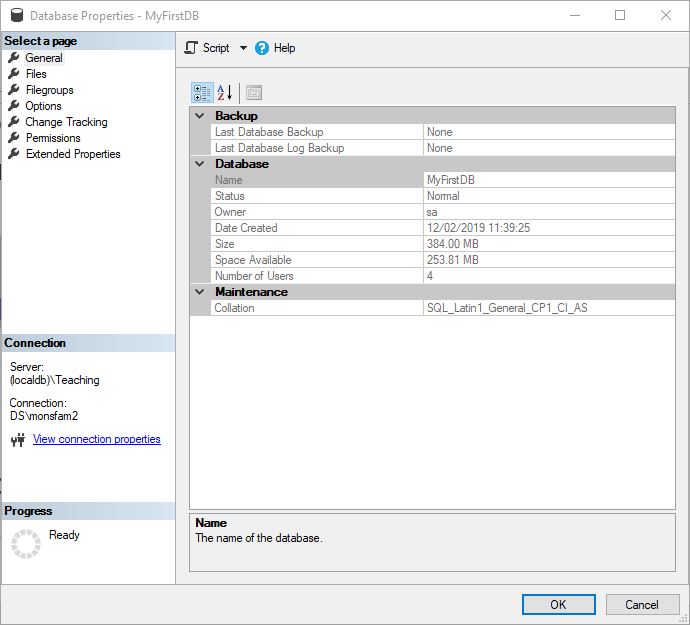 Database Properties - MyFirstDB
Select a page
General
Files
Filegroups
Options
Change Tracking
Permissions
Extended Properties
Connection
Server:
(localdb)\Teaching
Connection:
DS\monsfam2
View connection properties
Progress
Ready
Script Help
Backup
Last Database Backup None
Last Database Log Backup None
Database
Name MyFirstDB
Status Normal
Owner sa
Date Created 12/02/2019 11:39:25
Size 384.00 MB
Space Available 253.81 MB
Number of Users 4
Maintenance
Collation SQL_Latin1_General_CP1_CI_AS
Name
The name of the database.
OK Cancel